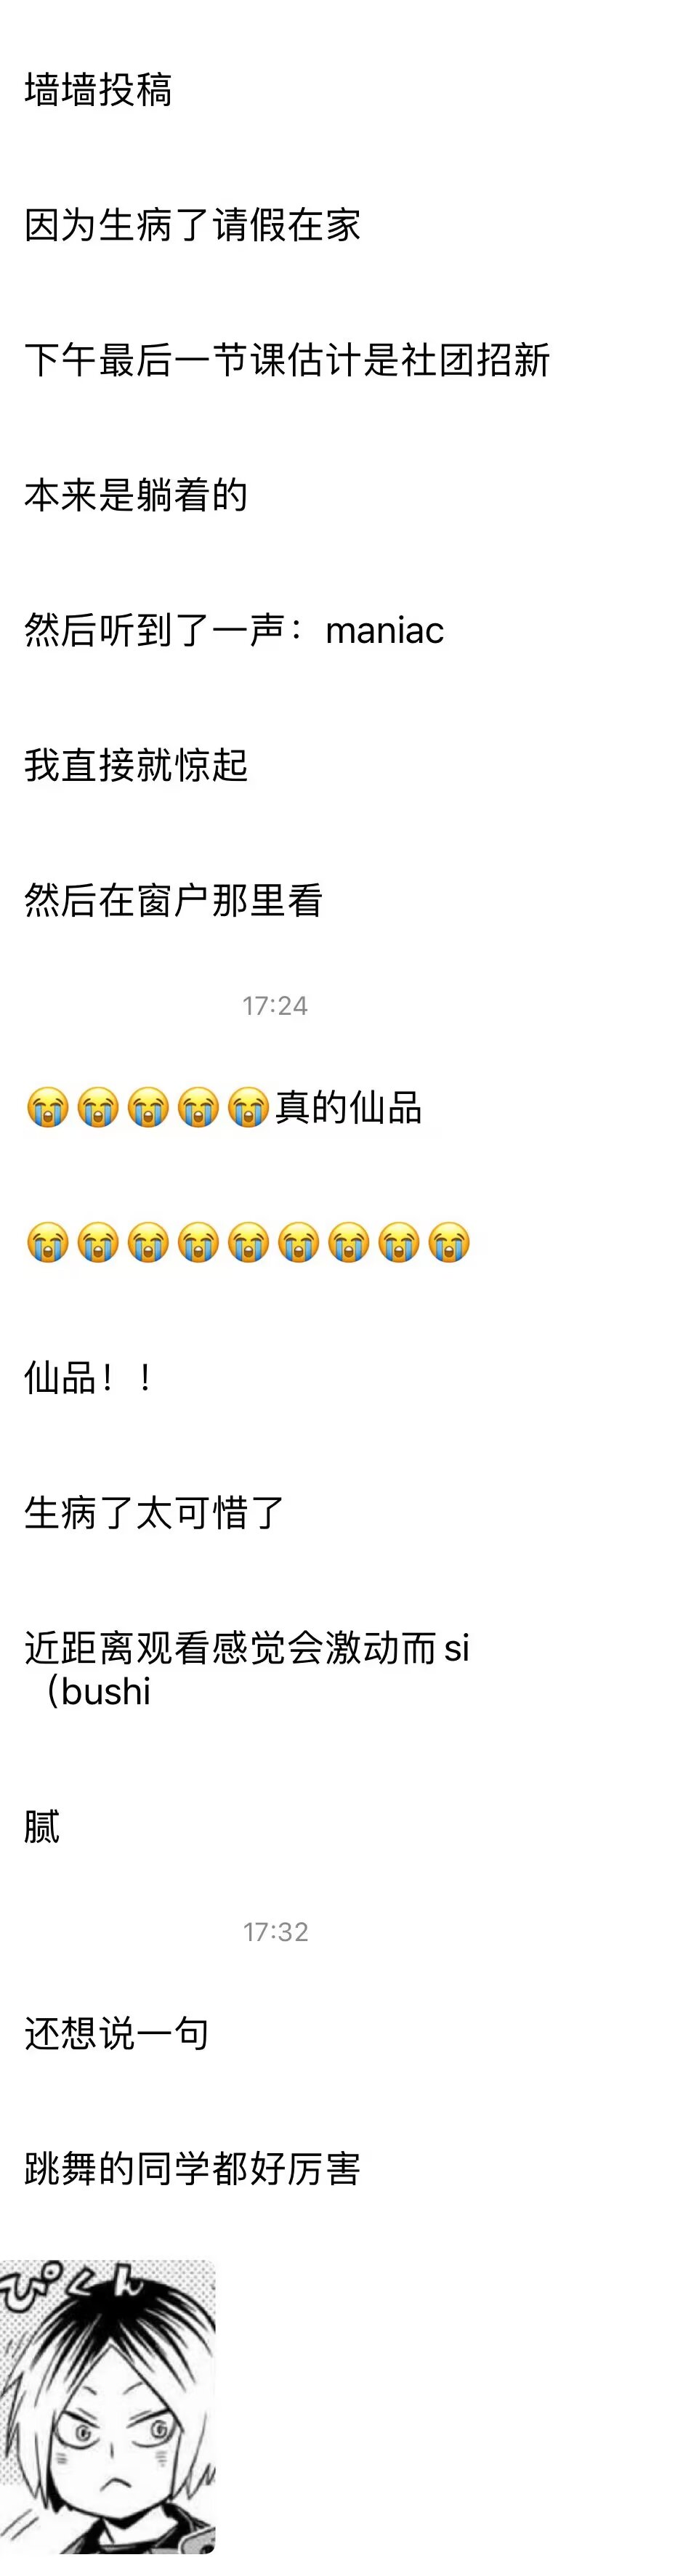 墙墙投稿
因为生病了请假在家
下午最后一节课估计是社团招新
本来是躺着的
然后听到了一声：maniac
我直接就惊起
然后在窗户那里看
17:24
😭😭😭😭😭真的仙品
😭😭😭😭😭😭😭😭😭
仙品！！
生病了太可惜了
近距离观看感觉会激动而si
（bushi
腻
17:32
还想说一句
跳舞的同学都好厉害
ぴくん